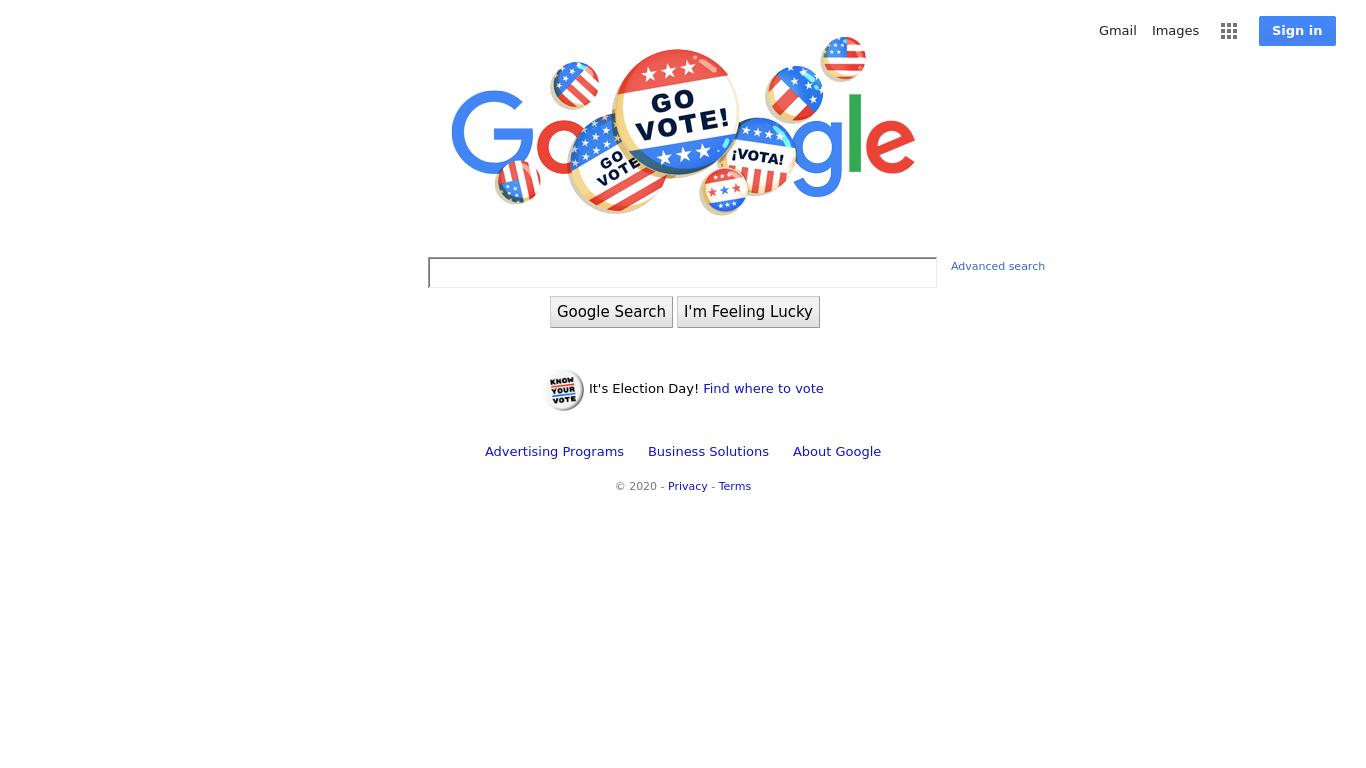 Gmail Images Sign in
Google
GO VOTE!
GO VOTE
¡VOTA!
Advanced search
Google Search I'm Feeling Lucky
KNOW YOUR VOTE
It's Election Day! Find where to vote
Advertising Programs Business Solutions About Google
© 2020 - Privacy - Terms